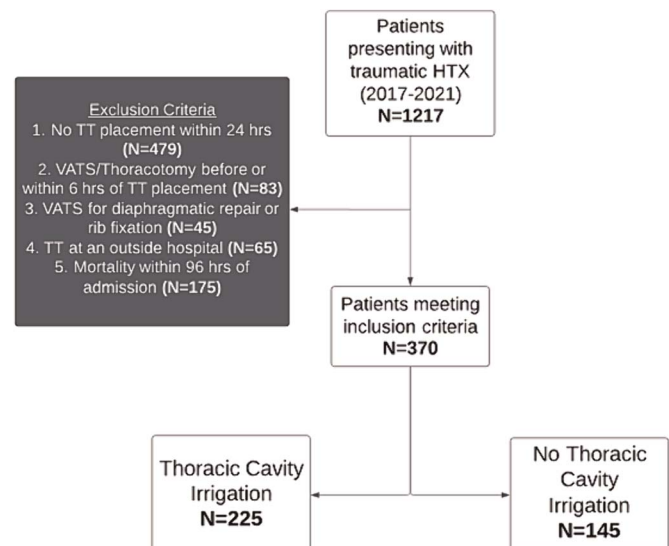 Patients
presenting with
traumatic HTX
(2017-2021)
N=1217
Exclusion Criteria
1. No TT placement within 24 hrs
(N=479)
2. VATS/Thoracotomy before or
within 6 hrs of TT placement (N=83)
3. VATS for diaphragmatic repair or
rib fixation (N=45)
4. TT at an outside hospital (N=65)
5. Mortality within 96 hrs of
admission (N=175)
Patients meeting
inclusion criteria
N=370
Thoracic Cavity
Irrigation
N=225
No Thoracic
Cavity
Irrigation
N=145